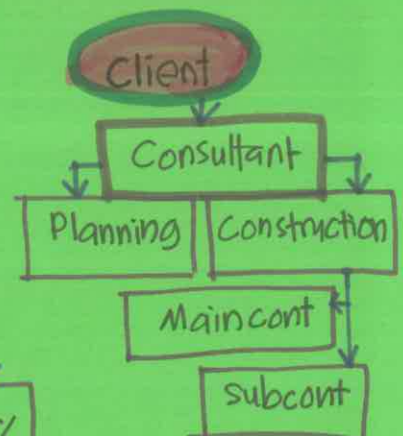 Client
Consultant
Planning
Construction
Maincont
subcont